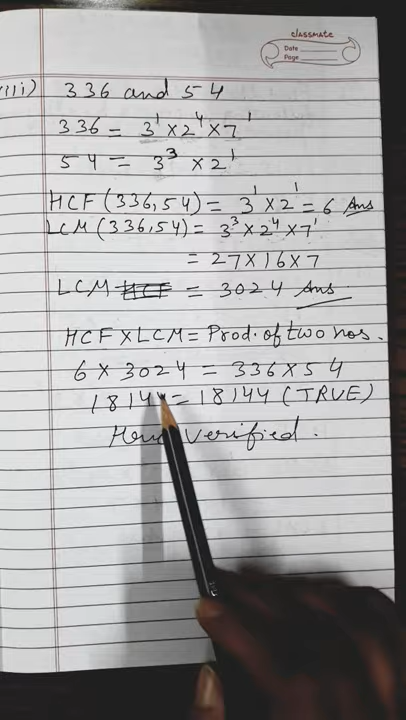 classmate
Date
Page
iii) 336 and 54
336 = 3¹×2⁴×7¹
54 = 3³×2¹
HCF(336,54) = 3¹×2¹=6 Ans
LCM(336,54) = 3³×2⁴×7¹
= 27×16×7
LCM HCF = 3024 Ans.
HCF×LCM = Prod. of two nos.
6×3024 = 336×54
18144 = 18144 (TRUE)
Hence Verified.